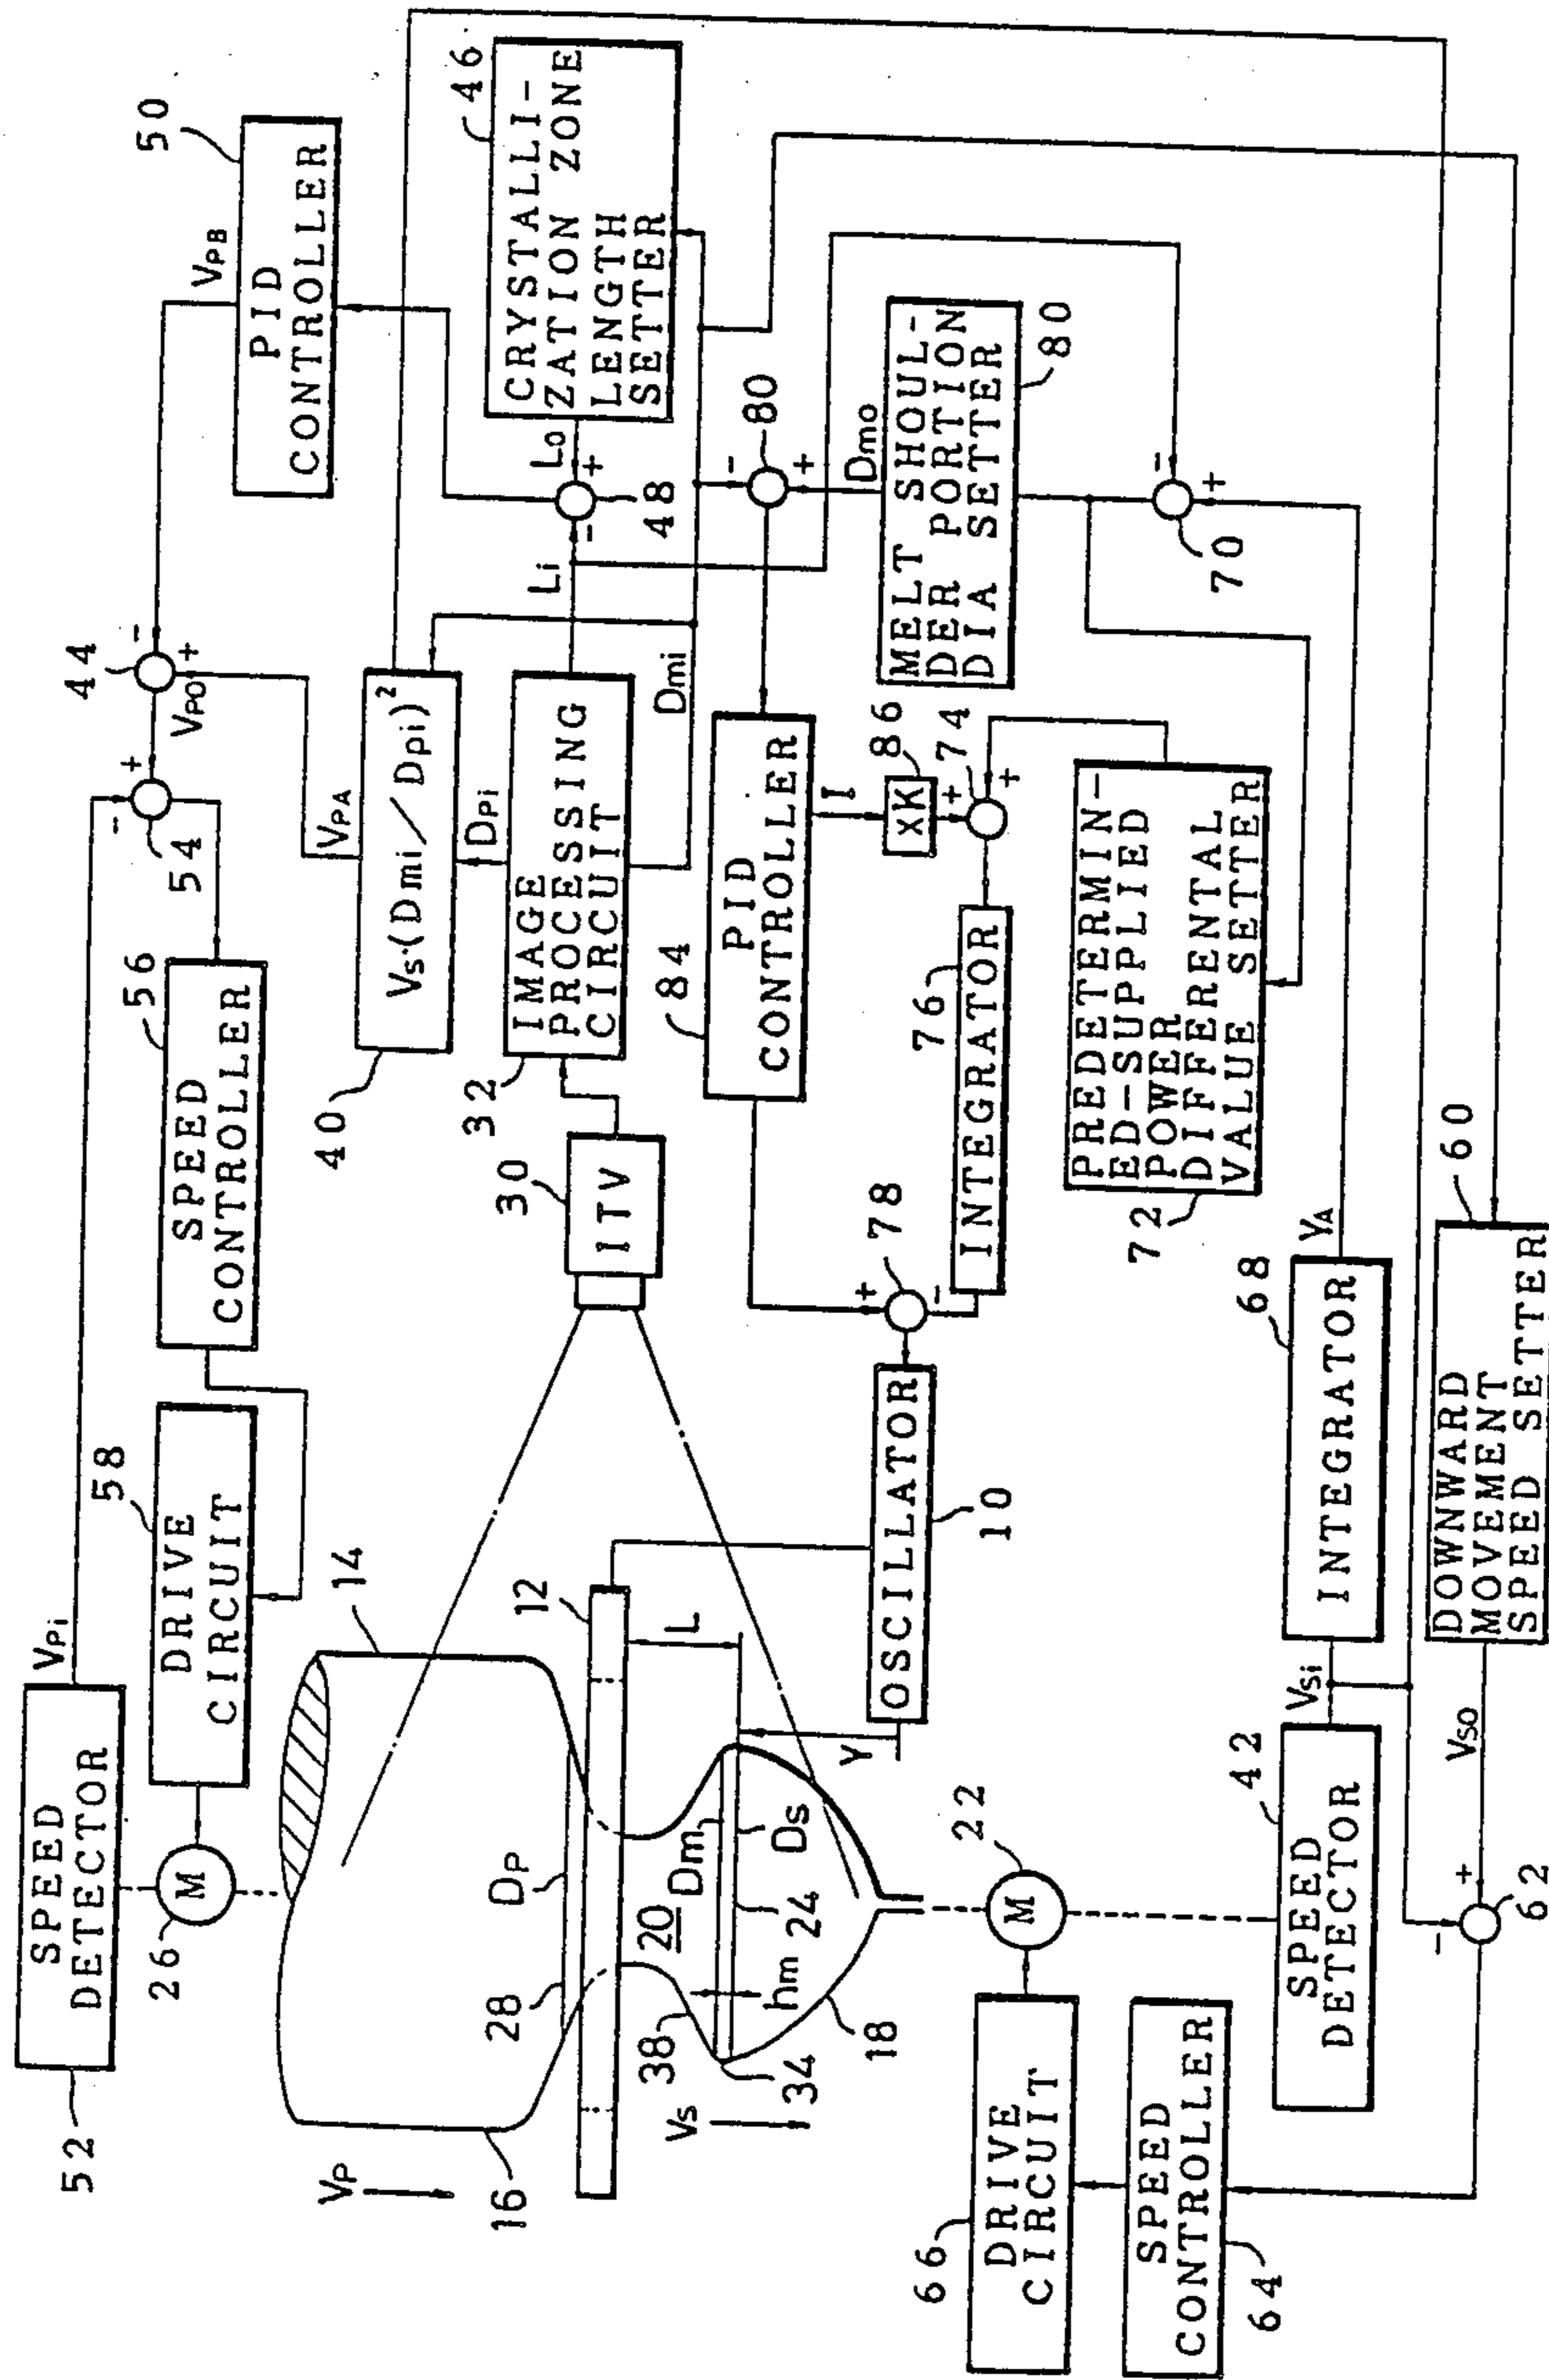 52
SPEED
DETECTOR
VPi
26
M
58
DRIVE
CIRCUIT
56
SPEED
CONTROLLER
54
-
+
VPO
44
-
+
VPB
50
PID
CONTROLLER
VP
16
14
28
DP
20
38
Dm
Ds
hm
24
34
18
VS
12
L
Y
30
ITV
VPA
40
Vs·(Dmi/Dpi)²
DPi
32
IMAGE
PROCESSING
CIRCUIT
Dmi
Li
-
48
+
Lo
46
CRYSTALLI-
ZATION ZONE
LENGTH
SETTER
80
-
+
Dmo
MELT SHOUL-
DER PORTION
DIA SETTER
80
84
PID
CONTROLLER
I
XK
86
+
74
+
76
INTEGRATOR
78
+
-
OSCILLATOR
10
72
PREDETERMIN-
ED-SUPPLIED
POWER
DIFFERENTAL
VALUE SETTER
-
+
70
22
M
66
DRIVE
CIRCUIT
SPEED
CONTROLLER
64
42
SPEED
DETECTOR
VSi
68
INTEGRATOR
VA
62
-
+
VSO
60
DOWNWARD
MOVEMENT
SPEED SETTER